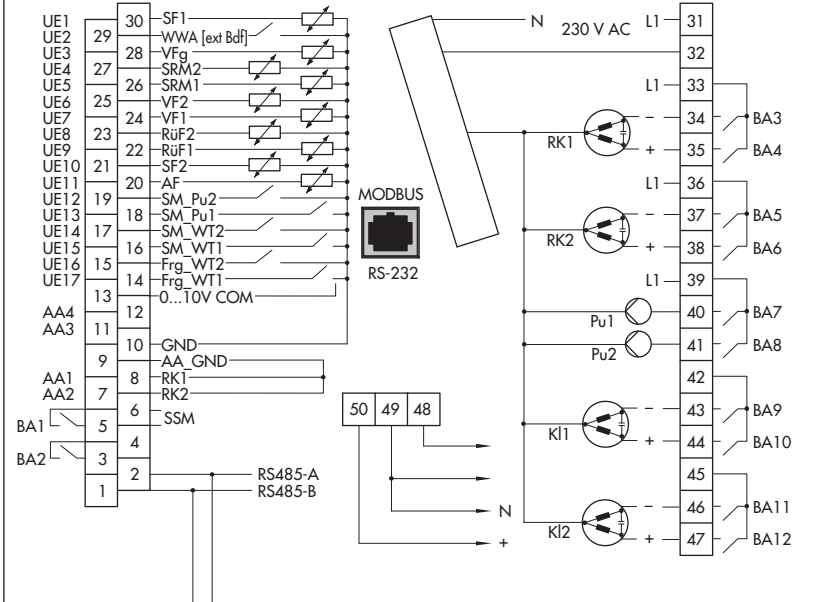 UE1 30 SF1 N 230 V AC L1 31
UE2 29 WWA [ext Bdf]
UE3 28 VFg 32
UE4 27 SRM2
UE5 26 SRM1 L1 33
UE6 25 VF2
UE7 24 VF1 34 BA3
UE8 23 RüF2 RK1 −
UE9 22 RüF1 + 35 BA4
UE10 21 SF2
UE11 20 AF L1 36
UE12 19 SM_Pu2 MODBUS
UE13 18 SM_Pu1 − 37 BA5
UE14 17 SM_WT2
UE15 16 SM_WT1 RK2 + 38 BA6
UE16 15 Frg_WT2
UE17 14 Frg_WT1 RS-232 L1 39
13 0...10V COM
AA4 12 Pu1 40 BA7
AA3 11
10 GND Pu2 41 BA8
9 AA_GND
AA1 8 RK1 42
AA2 7 RK2
6 SSM 50 49 48 − 43 BA9
BA1 5 Kl1
4 + 44 BA10
BA2 3
2 RS485-A 45
1 RS485-B
N − 46 BA11
Kl2
+ + 47 BA12